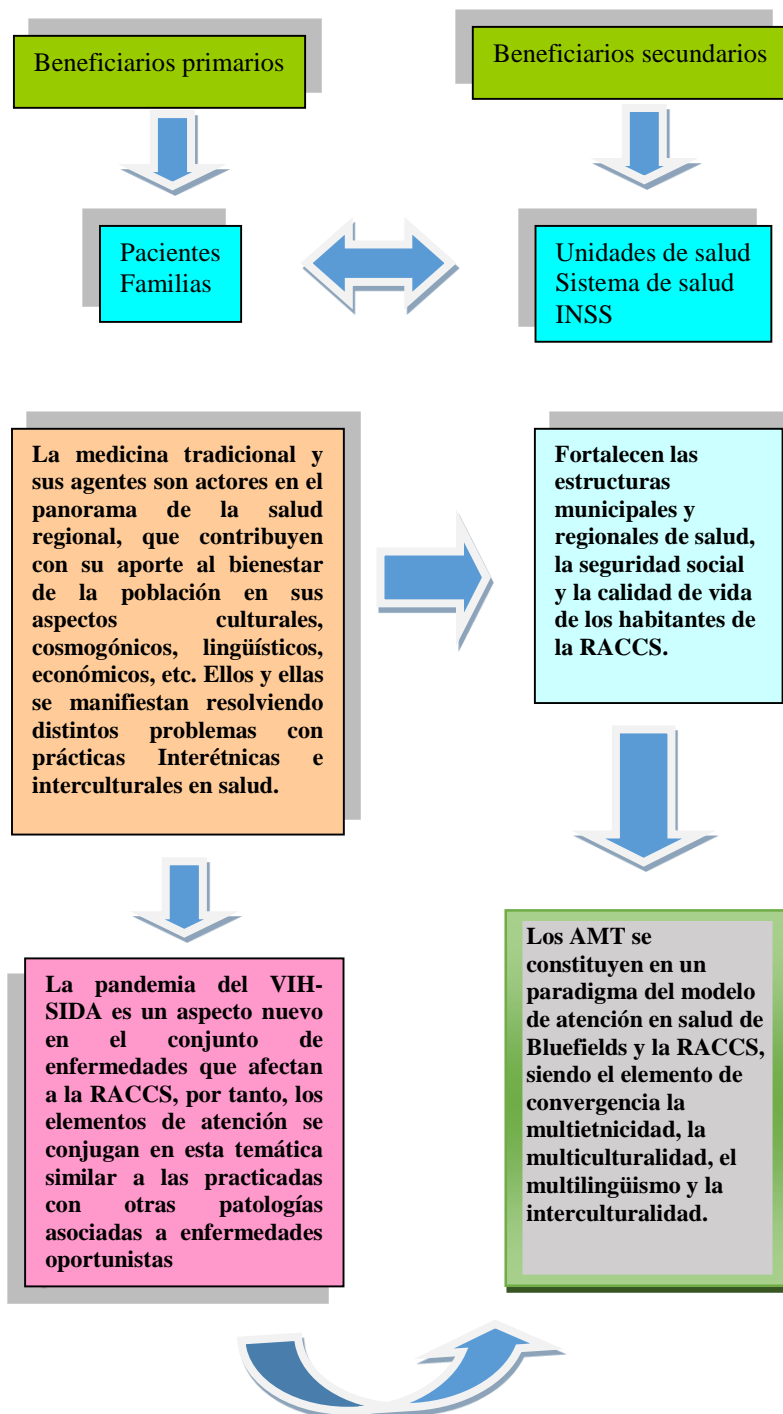 Beneficiarios primarios
Beneficiarios secundarios
Pacientes
Familias
Unidades de salud
Sistema de salud
INSS
La medicina tradicional y
sus agentes son actores en el
panorama de la salud
regional, que contribuyen
con su aporte al bienestar
de la población en sus
aspectos culturales,
cosmogónicos, lingüísticos,
económicos, etc. Ellos y ellas
se manifiestan resolviendo
distintos problemas con
prácticas Interétnicas e
interculturales en salud.
Fortalecen las
estructuras
municipales y
regionales de salud,
la seguridad social
y la calidad de vida
de los habitantes de
la RACCS.
La pandemia del VIH-
SIDA es un aspecto nuevo
en el conjunto de
enfermedades que afectan
a la RACCS, por tanto, los
elementos de atención se
conjugan en esta temática
similar a las practicadas
con otras patologías
asociadas a enfermedades
oportunistas
Los AMT se
constituyen en un
paradigma del modelo
de atención en salud de
Bluefields y la RACCS,
siendo el elemento de
convergencia la
multietnicidad, la
multiculturalidad, el
multilingüismo y la
interculturalidad.